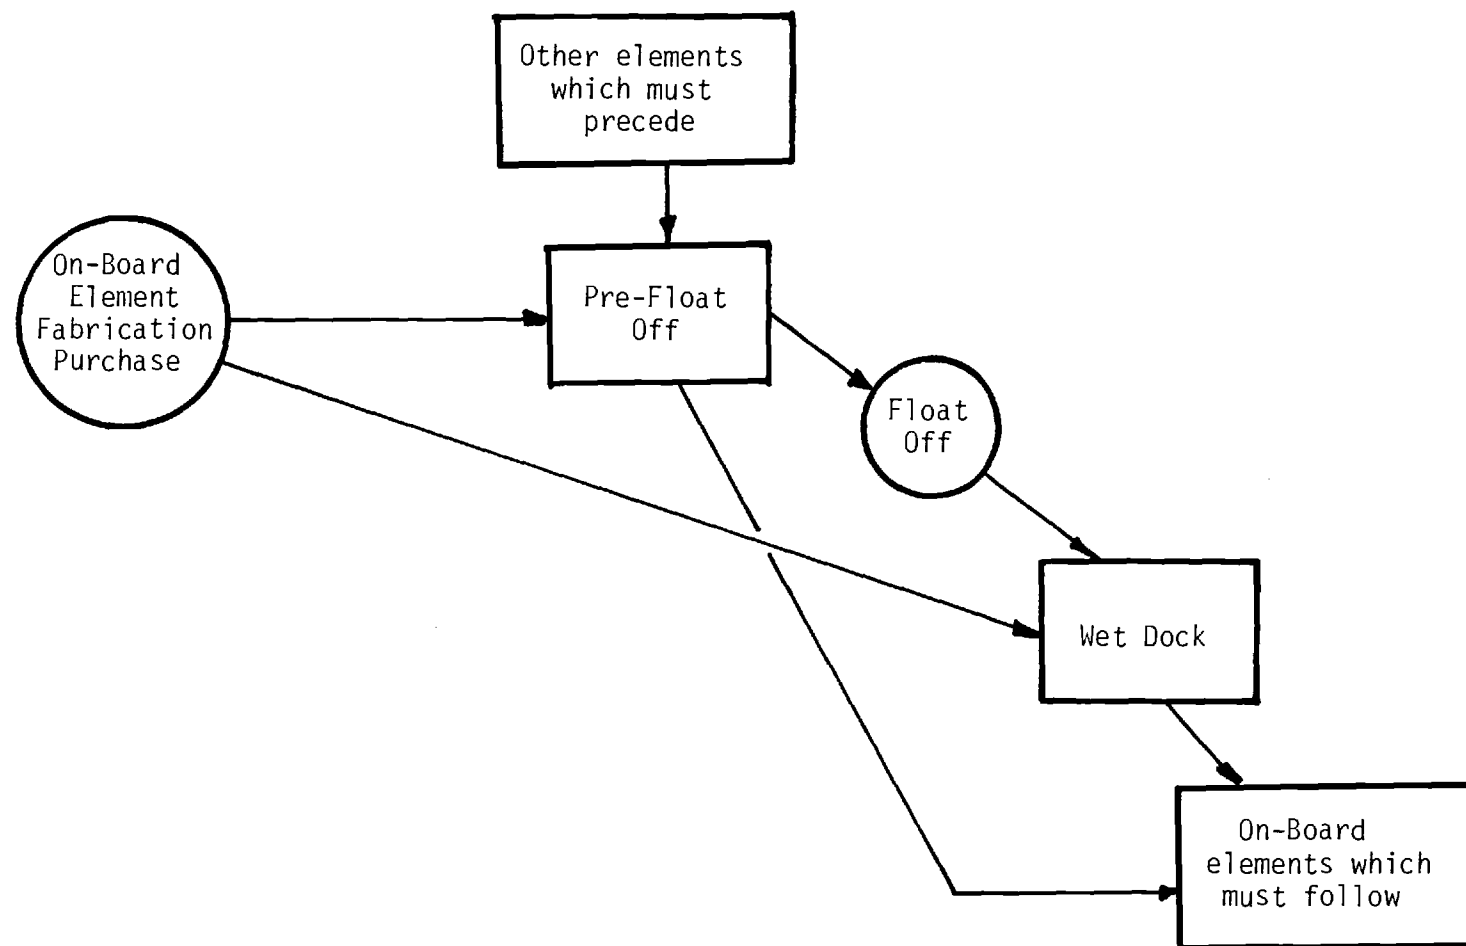 Other elements
which must
precede
On-Board
Element
Fabrication
Purchase
Pre-Float
Off
Float
Off
Wet Dock
On-Board
elements which
must follow